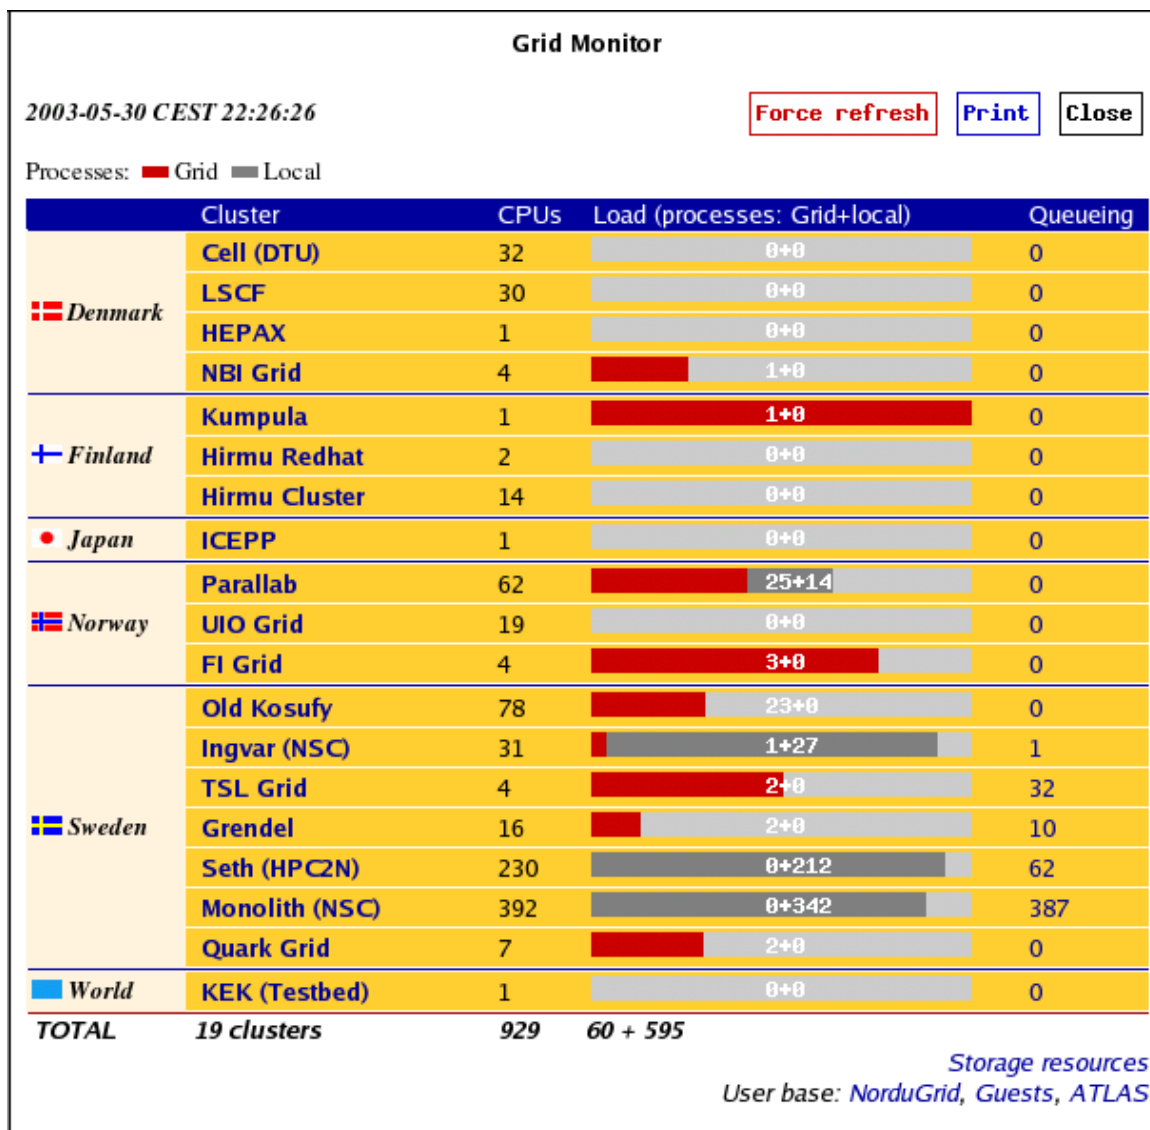 Grid Monitor
2003-05-30 CEST 22:26:26 Force refresh Print Close
Processes: Grid Local
Cluster CPUs Load (processes: Grid+local) Queueing
Cell (DTU) 32 0+0 0
LSCF 30 0+0 0
Denmark
HEPAX 1 0+0 0
NBI Grid 4 1+0 0
Kumpula 1 1+0 0
Finland Hirmu Redhat 2 0+0 0
Hirmu Cluster 14 0+0 0
Japan ICEPP 1 0+0 0
Parallab 62 25+14 0
Norway UIO Grid 19 0+0 0
FI Grid 4 3+0 0
Old Kosufy 78 23+0 0
Ingvar (NSC) 31 1+27 1
TSL Grid 4 2+0 32
Sweden Grendel 16 2+0 10
Seth (HPC2N) 230 0+212 62
Monolith (NSC) 392 0+342 387
Quark Grid 7 2+0 0
World KEK (Testbed) 1 0+0 0
TOTAL 19 clusters 929 60 + 595
Storage resources
User base: NorduGrid, Guests, ATLAS